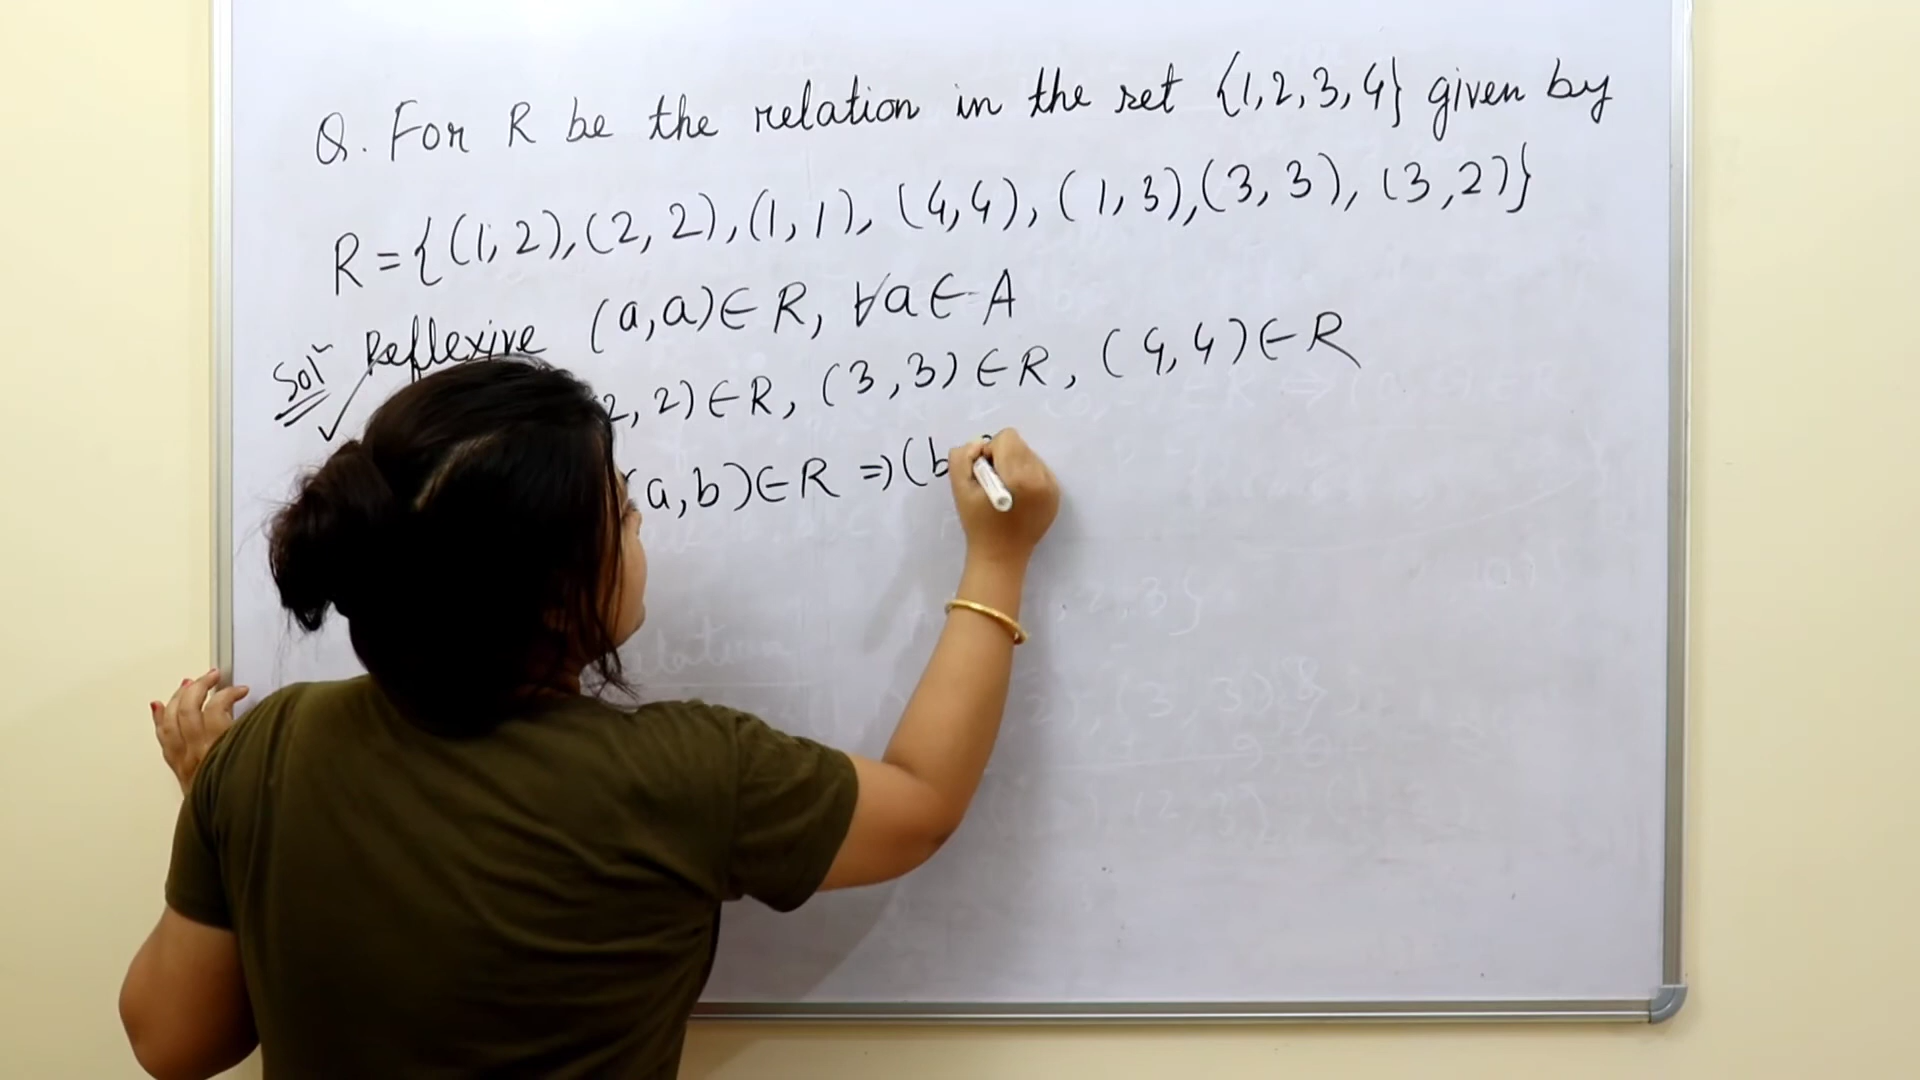 Q. For R be the relation in the set {1,2,3,4} given by
R = {(1,2),(2,2),(1,1),(4,4),(1,3),(3,3),(3,2)}
Solⁿ Reflexive (a,a)∈R, ∀a∈A
2,2)∈R, (3,3)∈R, (4,4)∈R
(a,b)∈R ⇒(b